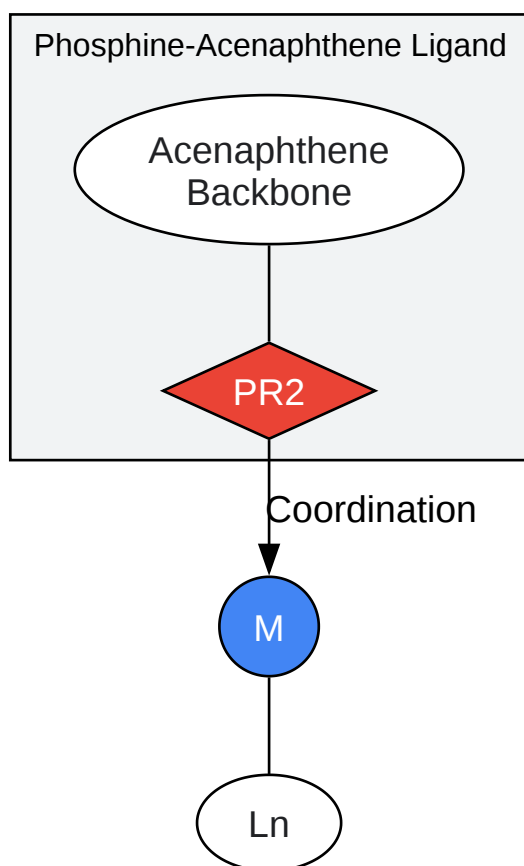 Phosphine-Acenaphthene Ligand
Acenaphthene
Backbone
PR2
Coordination
M
Ln